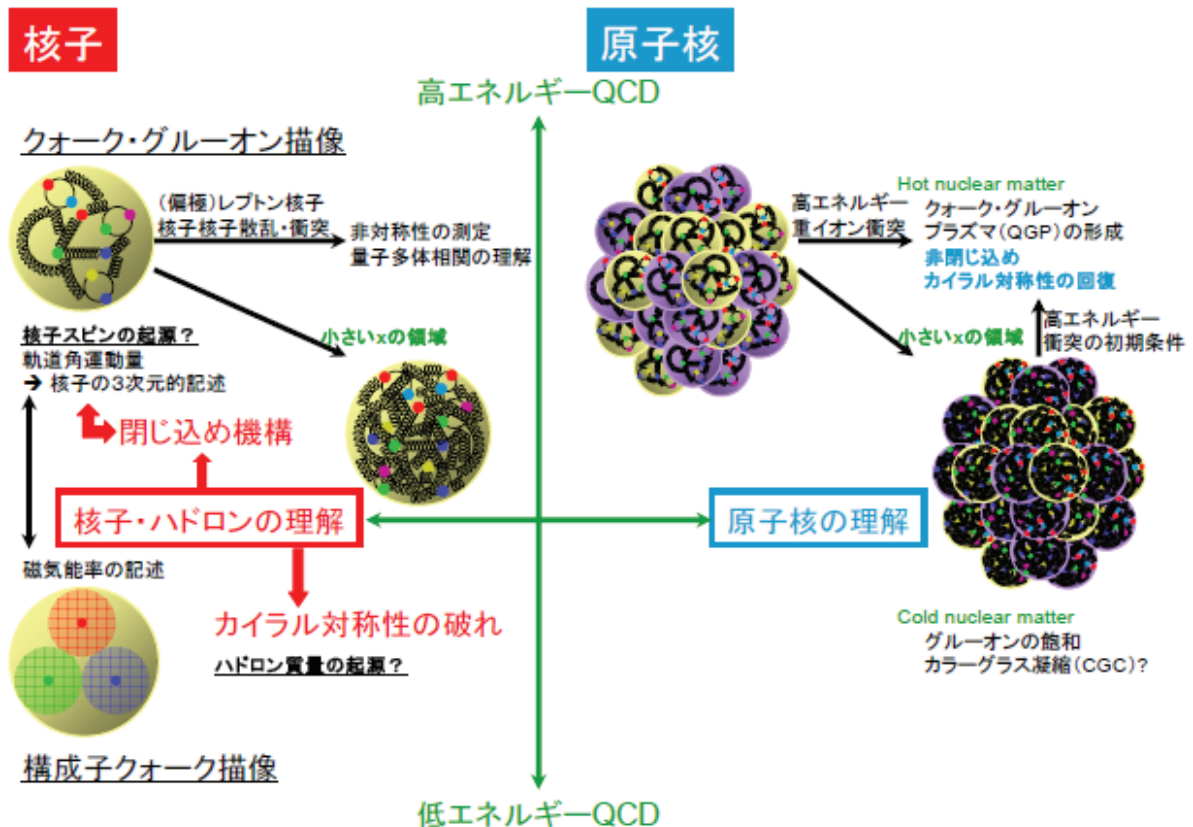 核子
原子核
高エネルギーQCD
クォーク・グルーオン描像
(偏極)レプトン核子
核子核子散乱・衝突
非対称性の測定
量子多体相関の理解
小さいxの領域
核子スピンの起源?
軌道角運動量
→ 核子の3次元的記述
閉じ込め機構
核子・ハドロンの理解
磁気能率の記述
カイラル対称性の破れ
ハドロン質量の起源?
構成子クォーク描像
高エネルギー
重イオン衝突
Hot nuclear matter
クォーク・グルーオン
プラズマ(QGP)の形成
非閉じ込め
カイラル対称性の回復
小さいxの領域
高エネルギー
衝突の初期条件
原子核の理解
Cold nuclear matter
グルーオンの飽和
カラーグラス凝縮(CGC)?
低エネルギーQCD